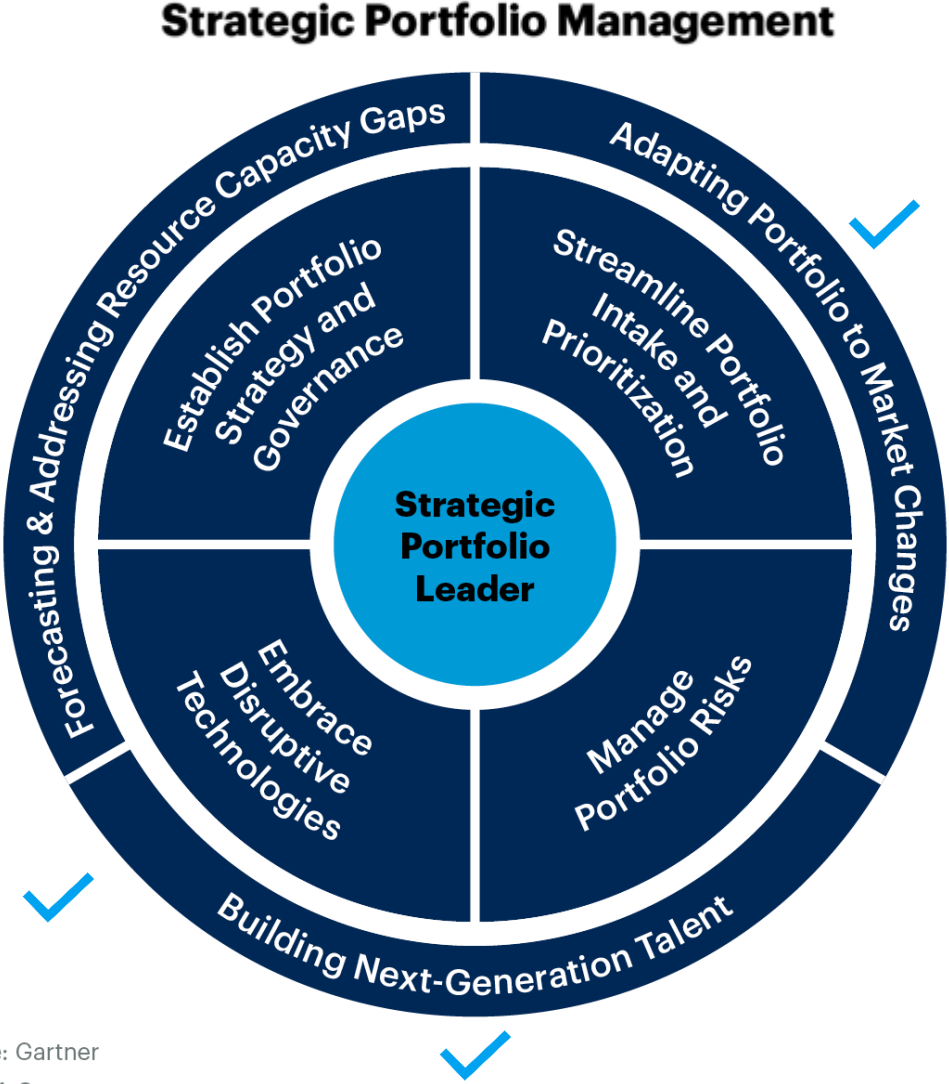 Strategic Portfolio Management
Forecasting & Addressing Resource Capacity Gaps
Adapting Portfolio to Market Changes
Establish Portfolio
Strategy and
Governance
Streamline Portfolio
Intake and
Prioritization
Strategic
Portfolio
Leader
Embrace
Disruptive
Technologies
Manage
Portfolio Risks
Building Next-Generation Talent
: Gartner